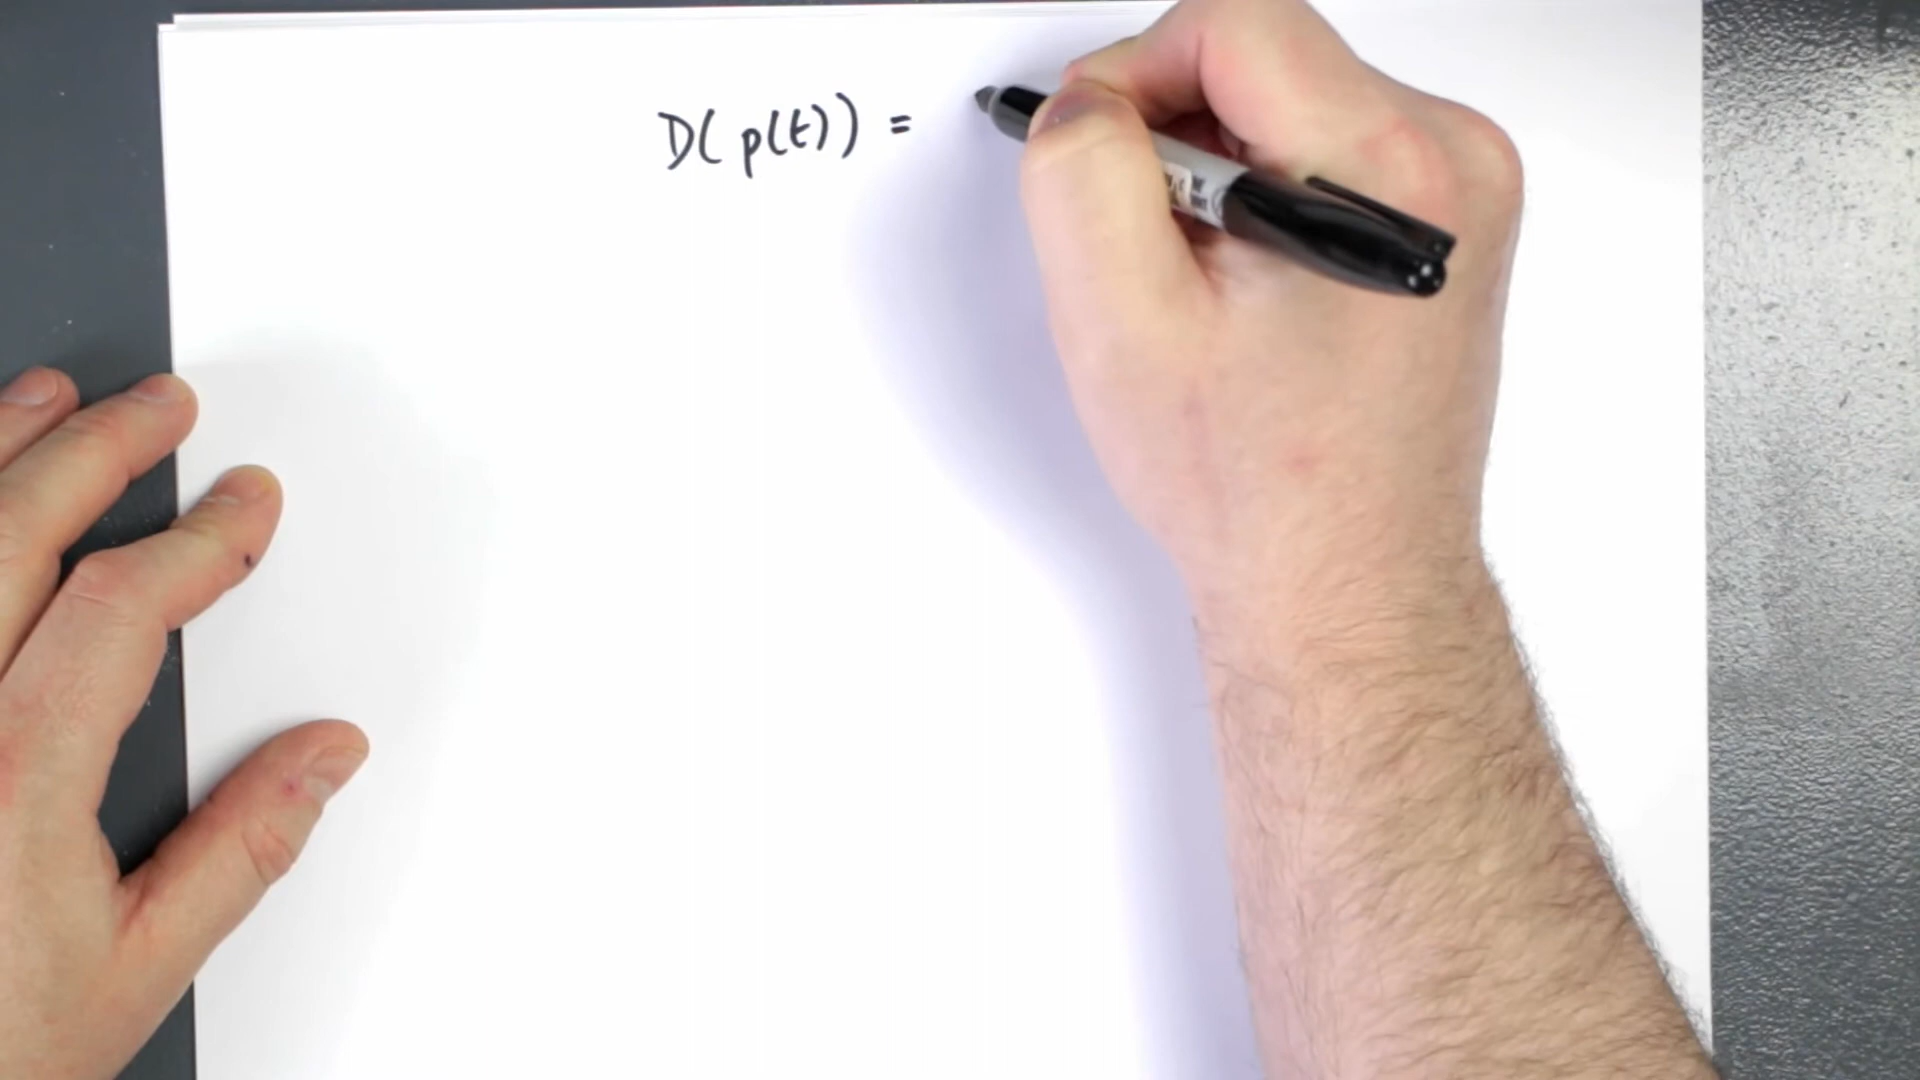 D( p(t)) =